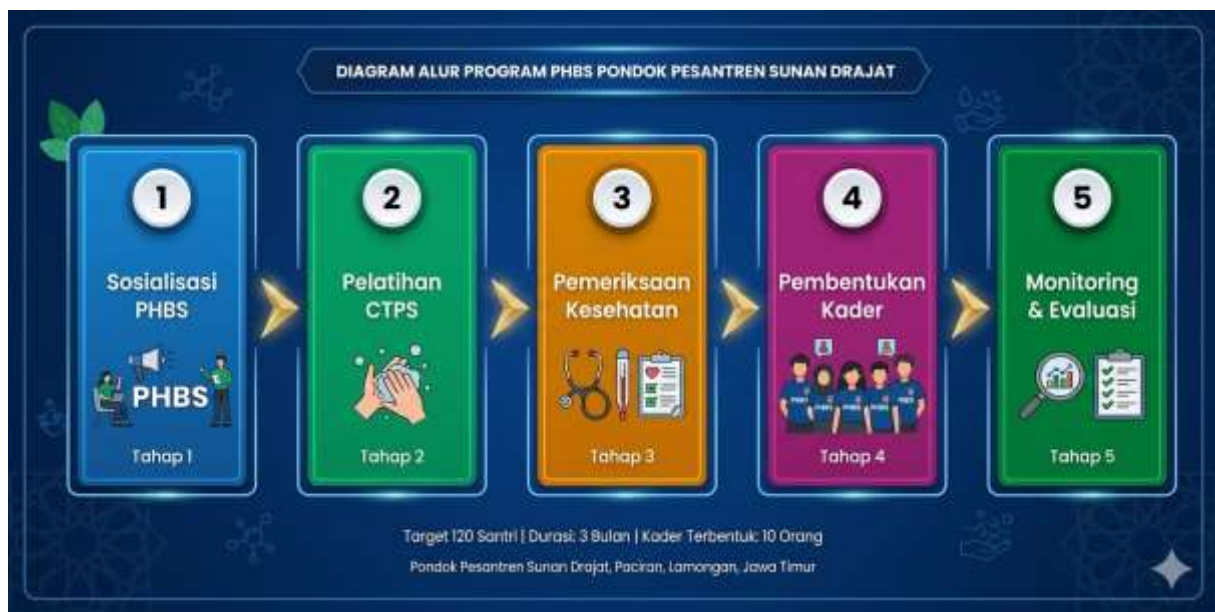 DIAGRAM ALUR PROGRAM PHBS PONDOK PESANTREN SUNAN DRAJAT
1
Sosialisasi
PHBS
PHBS
Tahap 1
2
Pelatihan
CTPS
Tahap 2
3
Pemeriksaan
Kesehatan
Tahap 3
4
Pembentukan
Kader
Tahap 4
5
Monitoring
& Evaluasi
Tahap 5
Target 120 Santri | Durasi: 3 Bulan | Kader Terbentuk: 10 Orang
Pondok Pesantren Sunan Drajat, Paciran, Lamongan, Jawa Timur